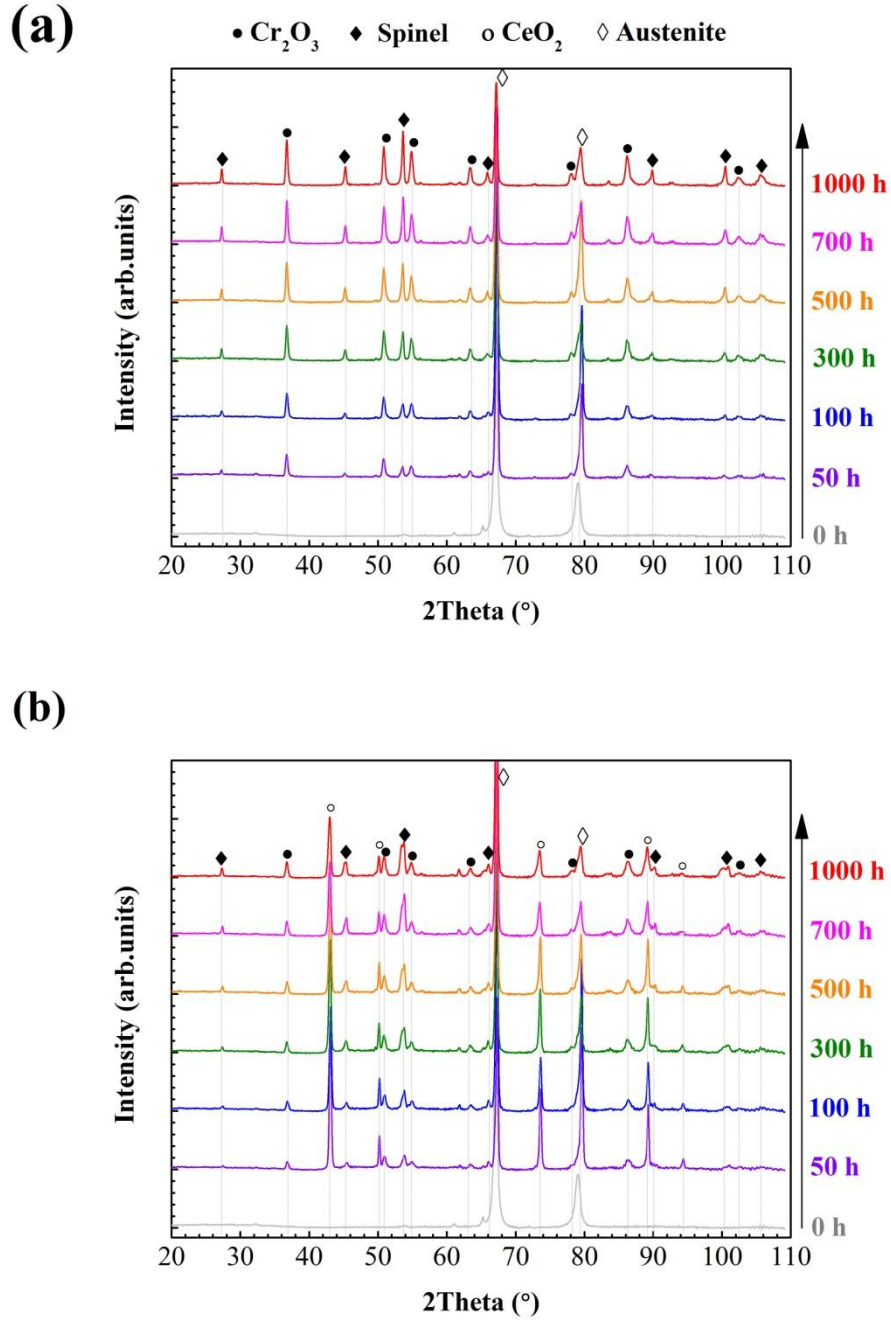 (a)
● Cr₂O₃ ◆ Spinel ○ CeO₂ ◇ Austenite
Intensity (arb.units)
1000 h
700 h
500 h
300 h
100 h
50 h
0 h
20 30 40 50 60 70 80 90 100 110
2Theta (°)
(b)
Intensity (arb.units)
1000 h
700 h
500 h
300 h
100 h
50 h
0 h
20 30 40 50 60 70 80 90 100 110
2Theta (°)